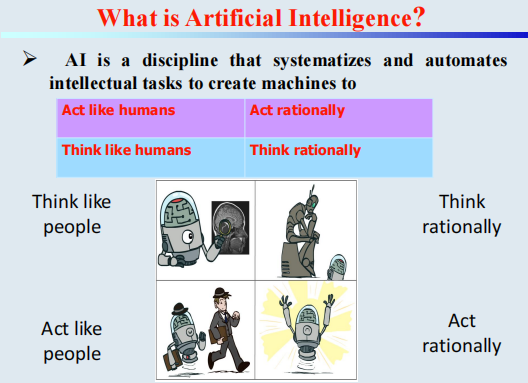 What is Artificial Intelligence?
➢ AI is a discipline that systematizes and automates
intellectual tasks to create machines to
Act like humans
Act rationally
Think like humans
Think rationally
Think like
people
Think
rationally
Act like
people
Act
rationally